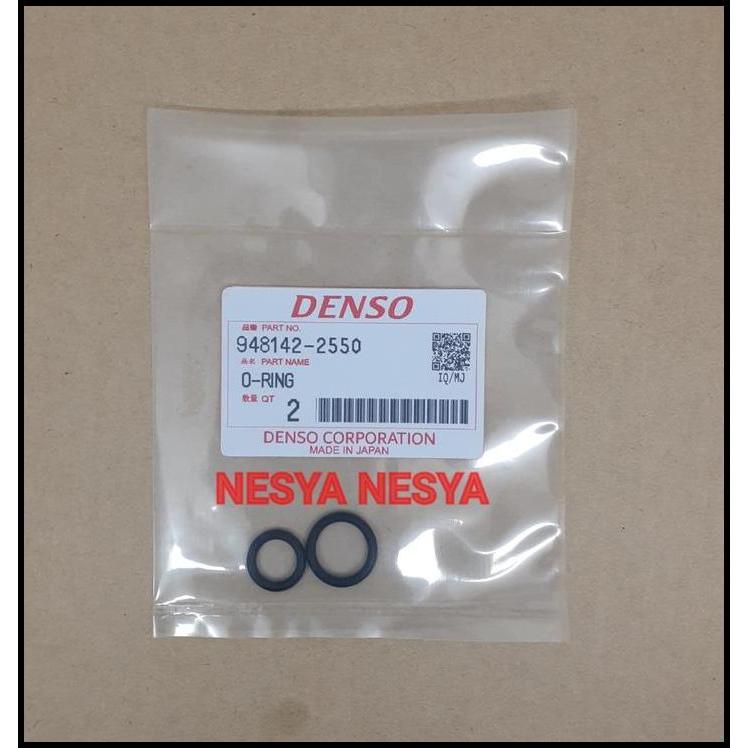 DENSO
品番 PART NO.
948142-2550
品名 PART NAME
O-RING
IQ/MJ
数量 QT 2
DENSO CORPORATION
MADE IN JAPAN
NESYA NESYA